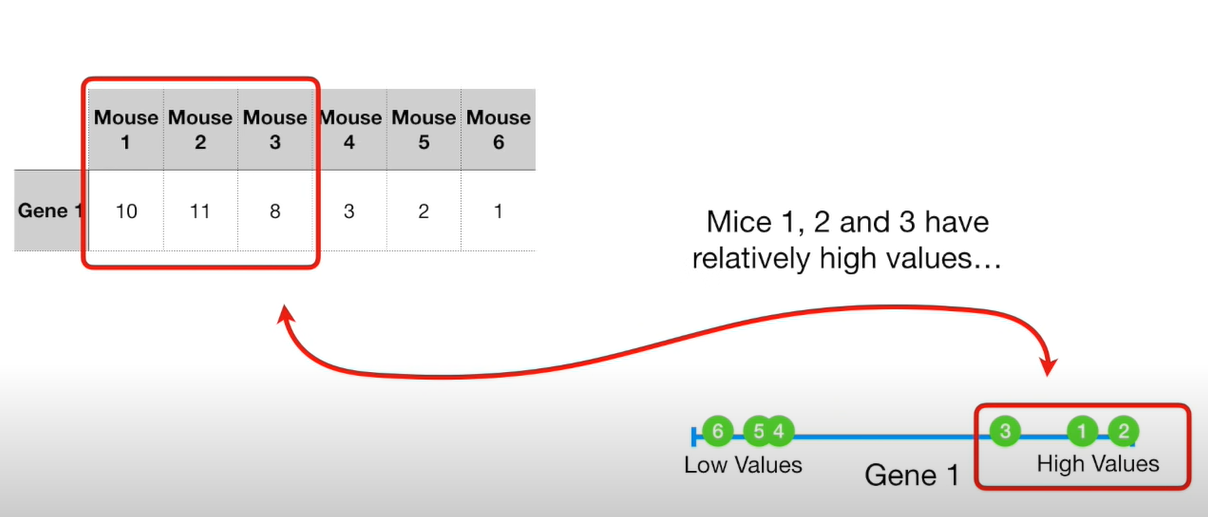 Mouse Mouse Mouse Mouse Mouse Mouse
1 2 3 4 5 6
Gene 1 10 11 8 3 2 1
Mice 1, 2 and 3 have
relatively high values…
6 5 4 3 1 2
Low Values High Values
Gene 1